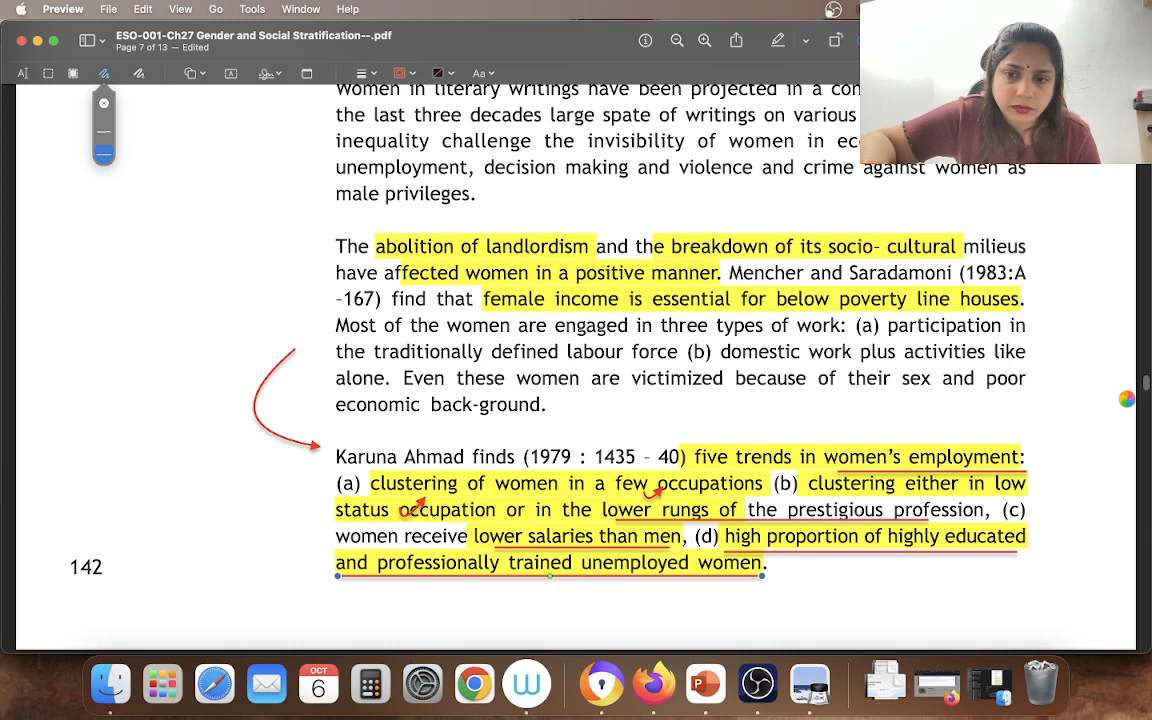 Preview File Edit View Go Tools Window Help
ESO-001-Ch27 Gender and Social Stratification--.pdf
Page 7 of 13 — Edited
Aa
Women in literary writings have been projected in a
the last three decades large spate of writings on various
inequality challenge the invisibility of women in
unemployment, decision making and violence and crime against women as
male privileges.
The abolition of landlordism and the breakdown of its socio- cultural milieus
have affected women in a positive manner. Mencher and Saradamoni (1983:A
-167) find that female income is essential for below poverty line houses.
Most of the women are engaged in three types of work: (a) participation in
the traditionally defined labour force (b) domestic work plus activities like
alone. Even these women are victimized because of their sex and poor
economic back-ground.
Karuna Ahmad finds (1979 : 1435 - 40) five trends in women's employment:
(a) clustering of women in a few occupations (b) clustering either in low
status occupation or in the lower rungs of the prestigious profession, (c)
women receive lower salaries than men, (d) high proportion of highly educated
and professionally trained unemployed women.
142
OCT
6